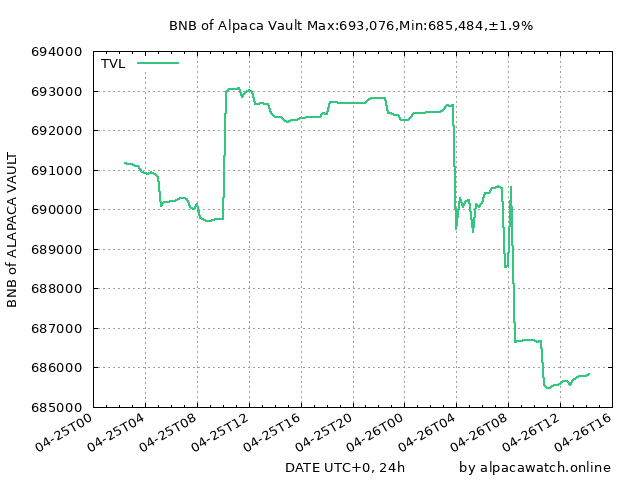 BNB of Alpaca Vault Max:693,076,Min:685,484,±1.9%
TVL
BNB of ALAPACA VAULT
694000
693000
692000
691000
690000
689000
688000
687000
686000
685000
04-25T00
04-25T04
04-25T08
04-25T12
04-25T16
04-25T20
04-26T00
04-26T04
04-26T08
04-26T12
04-26T16
DATE UTC+0, 24h
by alpacawatch.online